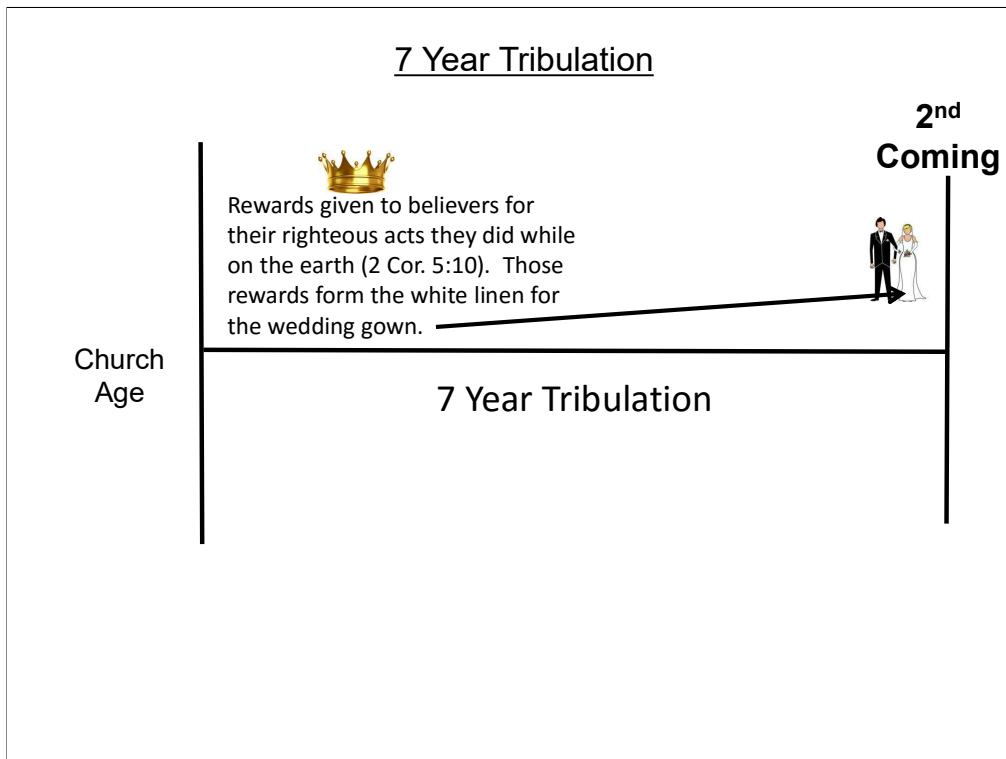 7 Year Tribulation
2nd
Coming
Rewards given to believers for
their righteous acts they did while
on the earth (2 Cor. 5:10).  Those
rewards form the white linen for
the wedding gown.
Church
Age
7 Year Tribulation